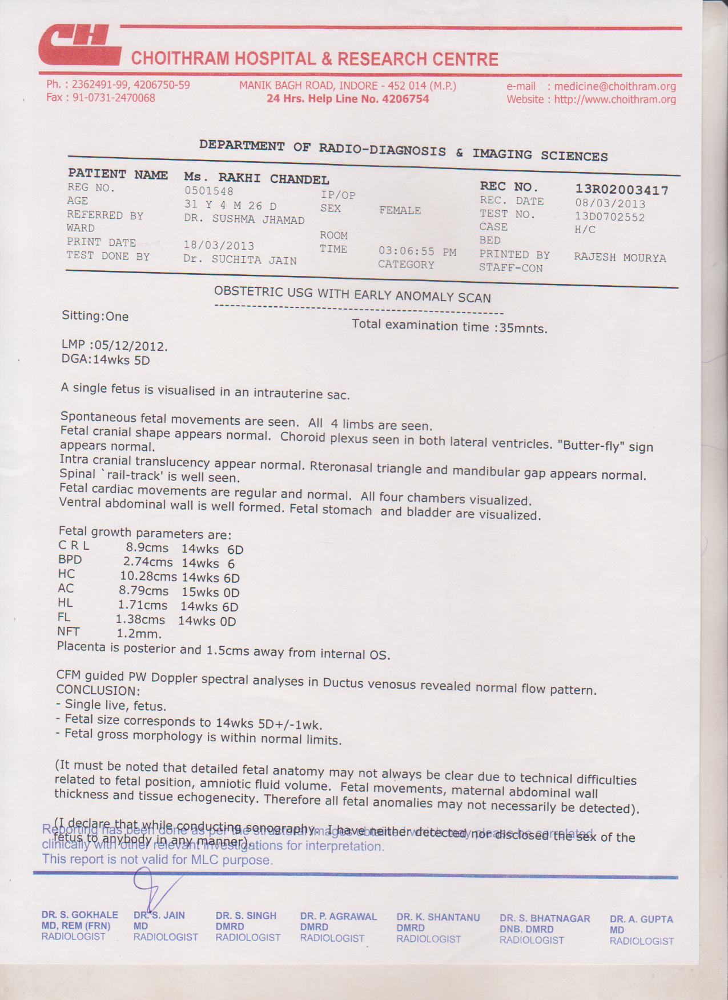 CH
CHOITHRAM HOSPITAL & RESEARCH CENTRE
Ph. : 2362491-99, 4206750-59 MANIK BAGH ROAD, INDORE - 452 014 (M.P.) e-mail : medicine@choithram.org
Fax : 91-0731-2470068 24 Hrs. Help Line No. 4206754 Website : http://www.choithram.org
DEPARTMENT OF RADIO-DIAGNOSIS & IMAGING SCIENCES
PATIENT NAME Ms. RAKHI CHANDEL REC NO. 13R02003417
REG NO. 0501548 IP/OP REC. DATE 08/03/2013
AGE 31 Y 4 M 26 D SEX FEMALE TEST NO. 13D0702552
REFERRED BY DR. SUSHMA JHAMAD CASE H/C
WARD ROOM BED
PRINT DATE 18/03/2013 TIME 03:06:55 PM PRINTED BY RAJESH MOURYA
TEST DONE BY Dr. SUCHITA JAIN CATEGORY STAFF-CON
OBSTETRIC USG WITH EARLY ANOMALY SCAN
-----------------------------------------------------
Sitting:One Total examination time :35mnts.
LMP :05/12/2012.
DGA:14wks 5D
A single fetus is visualised in an intrauterine sac.
Spontaneous fetal movements are seen. All 4 limbs are seen.
Fetal cranial shape appears normal. Choroid plexus seen in both lateral ventricles. "Butter-fly" sign
appears normal.
Intra cranial translucency appear normal. Rteronasal triangle and mandibular gap appears normal.
Spinal `rail-track' is well seen.
Fetal cardiac movements are regular and normal. All four chambers visualized.
Ventral abdominal wall is well formed. Fetal stomach and bladder are visualized.
Fetal growth parameters are:
C R L 8.9cms 14wks 6D
BPD 2.74cms 14wks 6
HC 10.28cms 14wks 6D
AC 8.79cms 15wks 0D
HL 1.71cms 14wks 6D
FL 1.38cms 14wks 0D
NFT 1.2mm.
Placenta is posterior and 1.5cms away from internal OS.
CFM guided PW Doppler spectral analyses in Ductus venosus revealed normal flow pattern.
CONCLUSION:
- Single live, fetus.
- Fetal size corresponds to 14wks 5D+/-1wk.
- Fetal gross morphology is within normal limits.
(It must be noted that detailed fetal anatomy may not always be clear due to technical difficulties
related to fetal position, amniotic fluid volume. Fetal movements, maternal abdominal wall
thickness and tissue echogenecity. Therefore all fetal anomalies may not necessarily be detected).
(I declare that while conducting sonography. I have neither detected nor disclosed the sex of the
fetus to anybody in any manner).
Reporting has been done as per the structural images obtained which may please be correlated
clinically with other relevant investigations for interpretation.
This report is not valid for MLC purpose.
DR. S. GOKHALE DR. S. JAIN DR. S. SINGH DR. P. AGRAWAL DR. K. SHANTANU DR. S. BHATNAGAR DR. A. GUPTA
MD, REM (FRN) MD DMRD DMRD DMRD DNB. DMRD MD
RADIOLOGIST RADIOLOGIST RADIOLOGIST RADIOLOGIST RADIOLOGIST RADIOLOGIST RADIOLOGIST